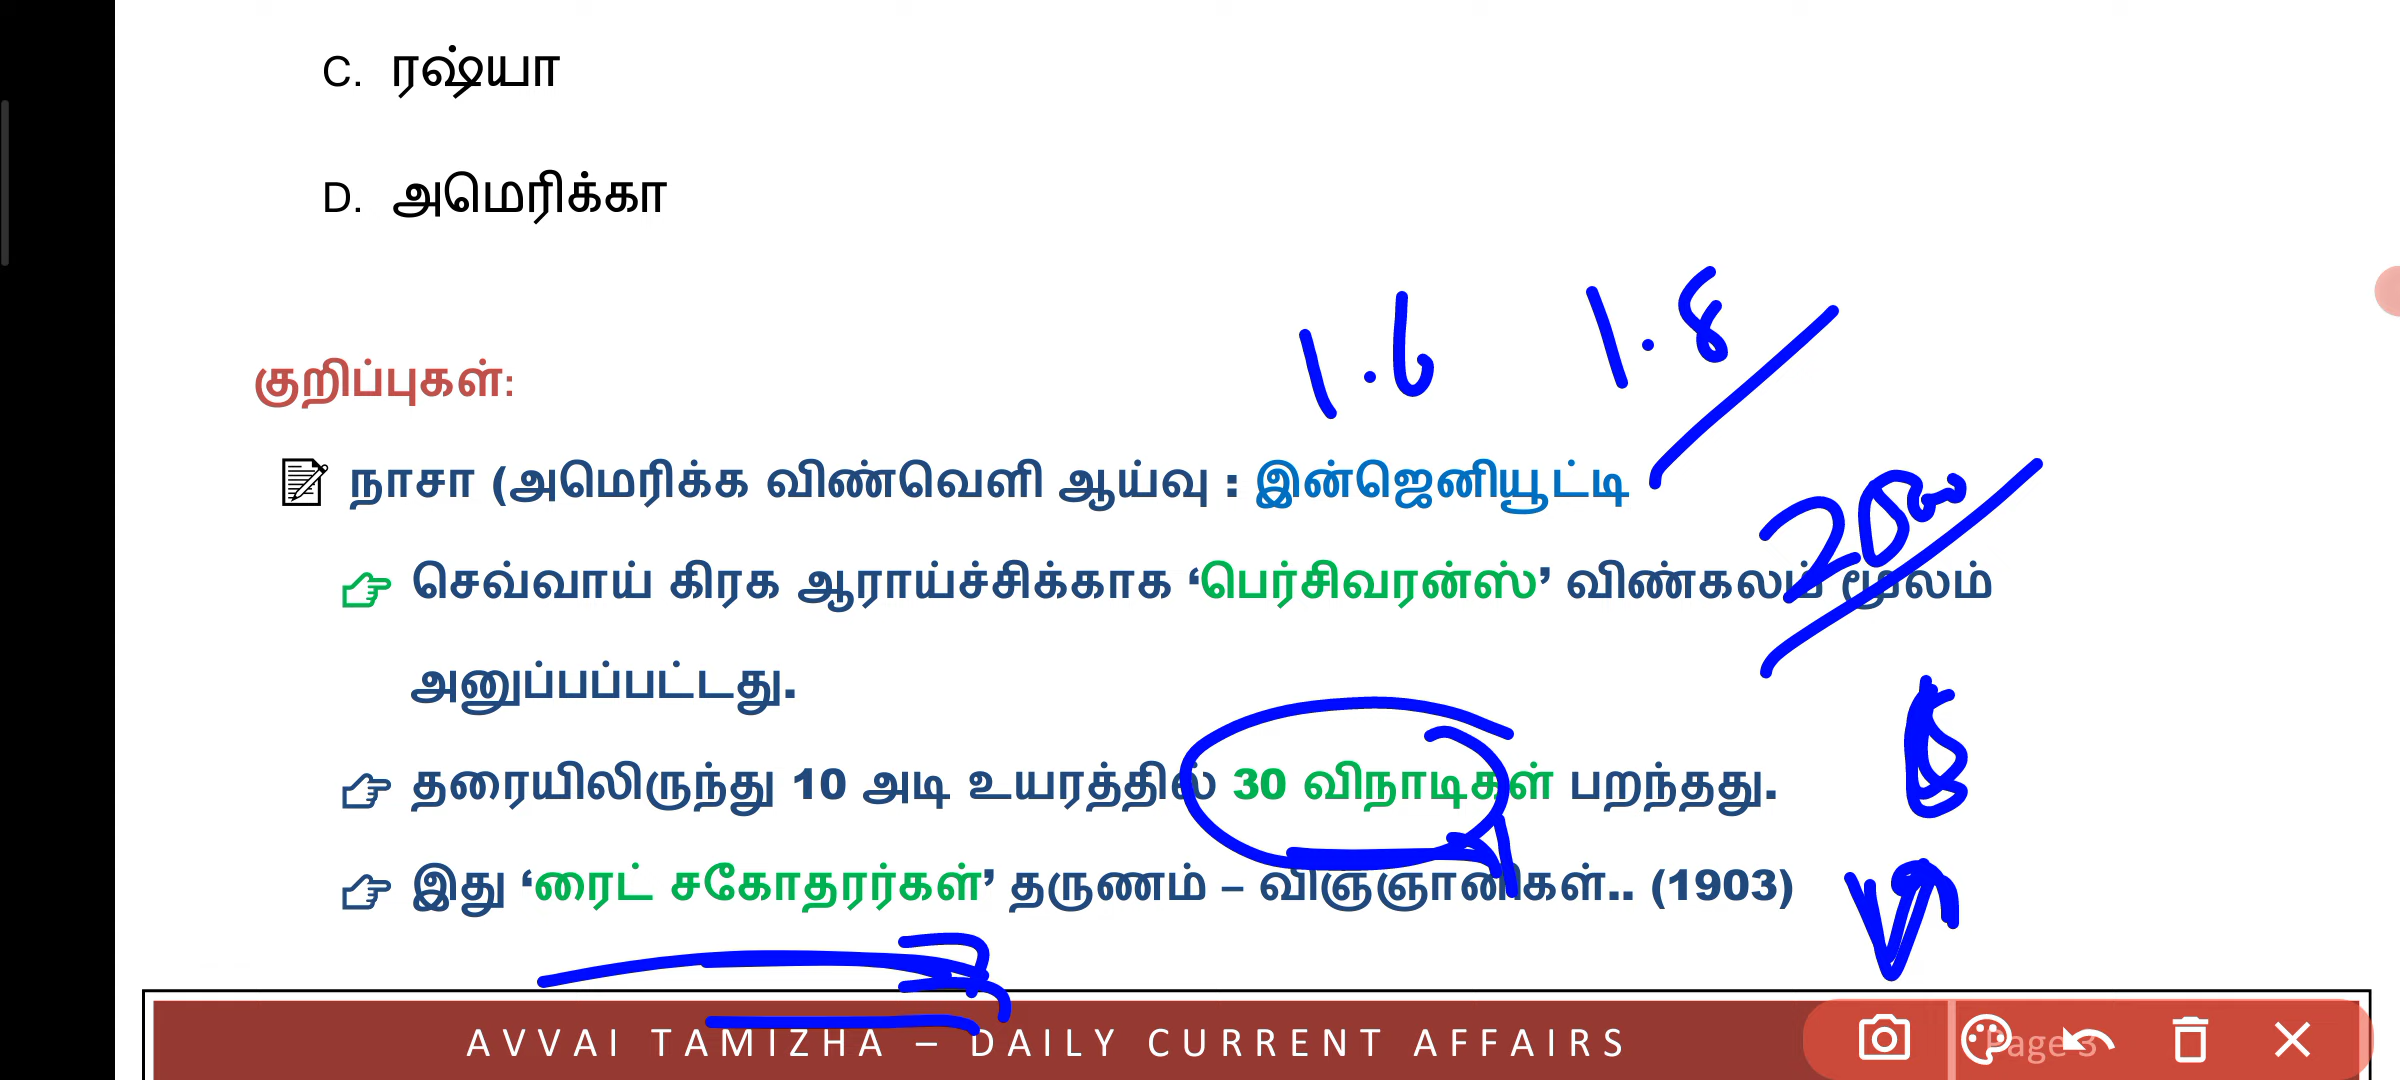 C. ரஷ்யா
D. அமெரிக்கா
1.6 1.8
குறிப்புகள்:
நாசா (அமெரிக்க விண்வெளி ஆய்வு : இன்ஜெனியூட்டி
செவ்வாய் கிரக ஆராய்ச்சிக்காக ‘பெர்சிவரன்ஸ்’ விண்கலம் மூலம்
அனுப்பப்பட்டது.
தரையிலிருந்து 10 அடி உயரத்தில் 30 விநாடிகள் பறந்தது.
இது ‘ரைட் சகோதரர்கள்’ தருணம் – விஞ்ஞானிகள்.. (1903)
AVVAI TAMIZHA – DAILY CURRENT AFFAIRS Page 3